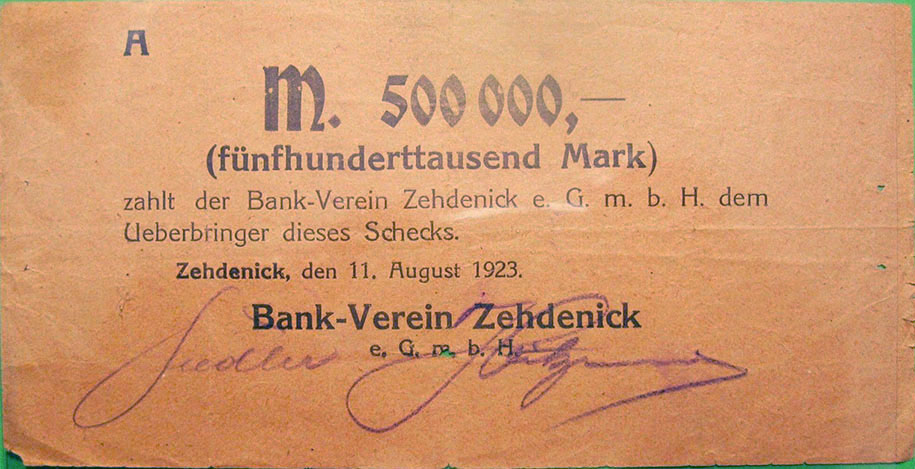 A
M. 500 000,—
(fünfhunderttausend Mark)
zahlt der Bank-Verein Zehdenick e. G. m. b. H. dem
Ueberbringer dieses Schecks.
Zehdenick, den 11. August 1923.
Bank-Verein Zehdenick
e. G. m. b. H.
Siedler